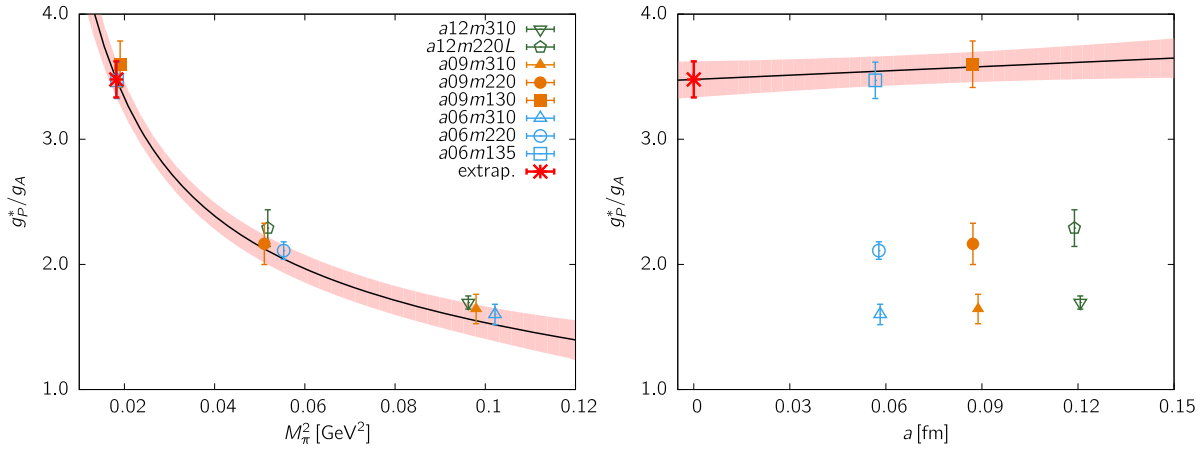 4.0
3.0
2.0
1.0
g*P/gA
0.02
0.04
0.06
0.08
0.1
0.12
M²π [GeV²]
a12m310
a12m220L
a09m310
a09m220
a09m130
a06m310
a06m220
a06m135
extrap.
4.0
3.0
2.0
1.0
g*P/gA
0
0.03
0.06
0.09
0.12
0.15
a [fm]